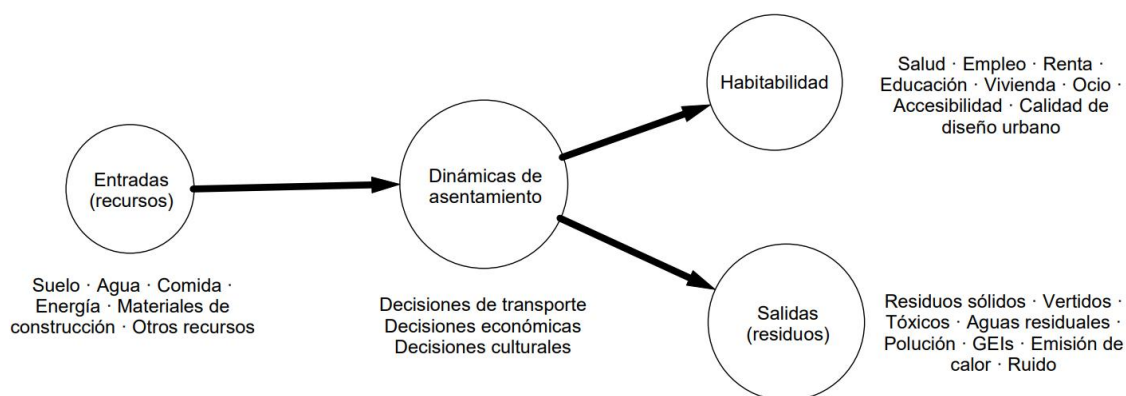 Entradas
(recursos)
Suelo · Agua · Comida ·
Energía · Materiales de
construcción · Otros recursos
Dinámicas de
asentamiento
Decisiones de transporte
Decisiones económicas
Decisiones culturales
Habitabilidad
Salud · Empleo · Renta ·
Educación · Vivienda · Ocio ·
Accesibilidad · Calidad de
diseño urbano
Salidas
(residuos)
Residuos sólidos · Vertidos ·
Tóxicos · Aguas residuales ·
Polución · GEIs · Emisión de
calor · Ruido